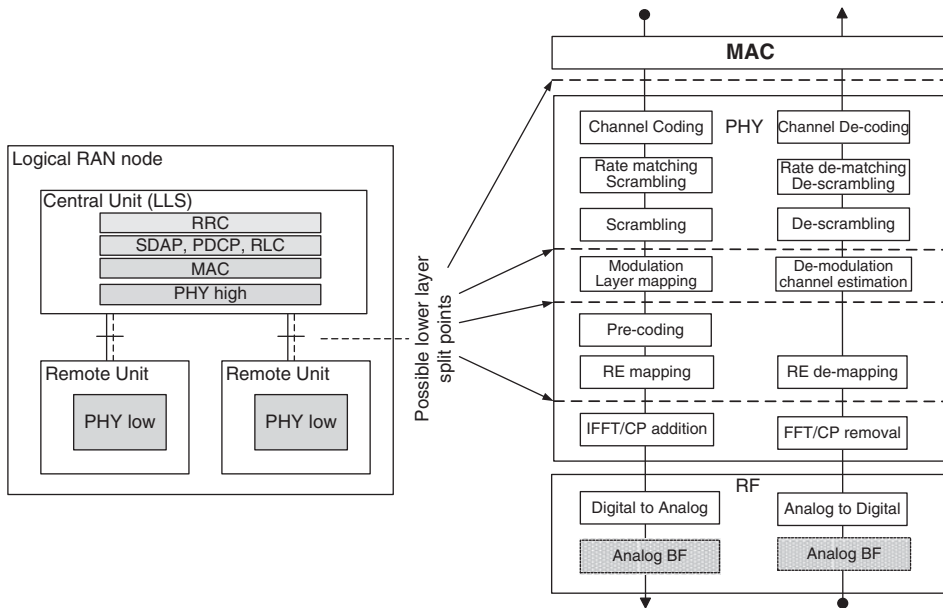 Logical RAN node
Central Unit (LLS)
RRC
SDAP, PDCP, RLC
MAC
PHY high
Remote Unit
PHY low
Remote Unit
PHY low
Possible lower layer
split points
MAC
PHY
Channel Coding
Channel De-coding
Rate matching
Scrambling
Rate de-matching
De-scrambling
Scrambling
De-scrambling
Modulation
Layer mapping
De-modulation
channel estimation
Pre-coding
RE mapping
RE de-mapping
IFFT/CP addition
FFT/CP removal
RF
Digital to Analog
Analog to Digital
Analog BF
Analog BF